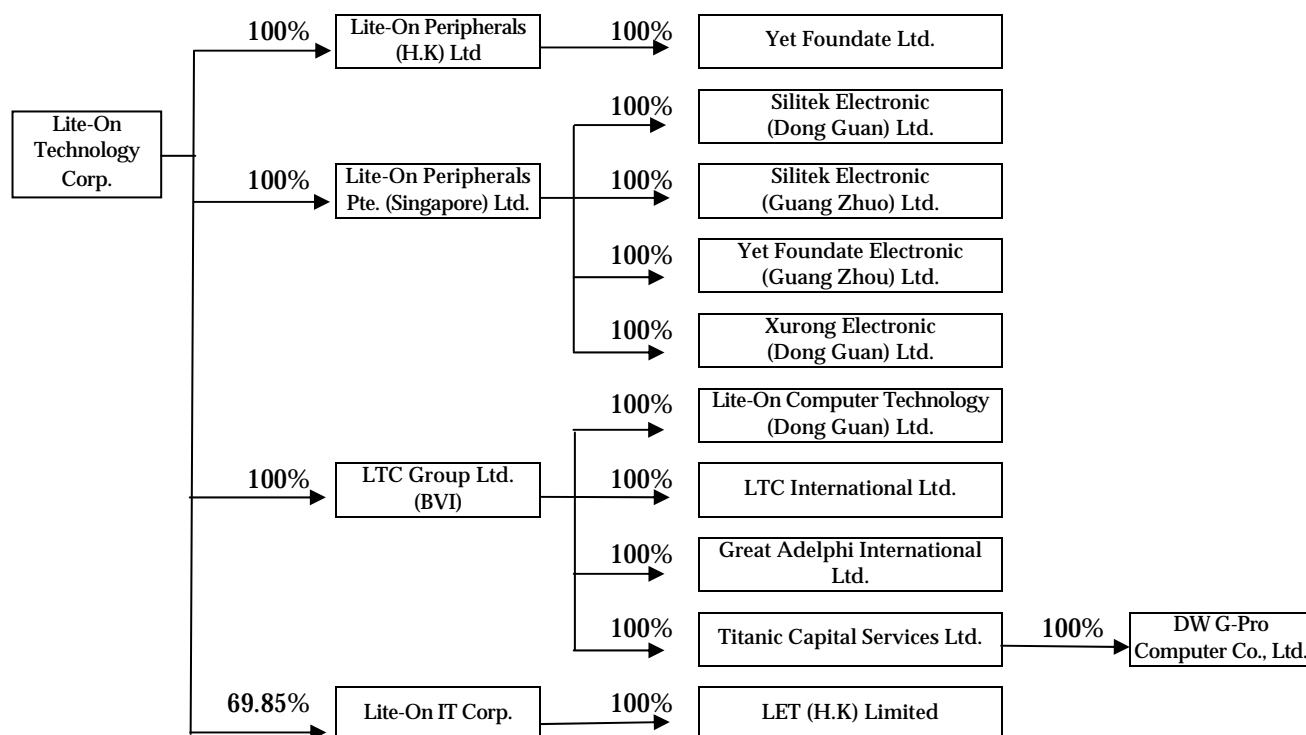 100%
Lite-On Peripherals
(H.K) Ltd
100%
Yet Foundate Ltd.
Lite-On
Technology
Corp.
100%
Silitek Electronic
(Dong Guan) Ltd.
100%
Lite-On Peripherals
Pte. (Singapore) Ltd.
100%
Silitek Electronic
(Guang Zhuo) Ltd.
100%
Yet Foundate Electronic
(Guang Zhou) Ltd.
100%
Xurong Electronic
(Dong Guan) Ltd.
100%
Lite-On Computer Technology
(Dong Guan) Ltd.
100%
LTC Group Ltd.
(BVI)
100%
LTC International Ltd.
100%
Great Adelphi International
Ltd.
100%
Titanic Capital Services Ltd.
100%
DW G-Pro
Computer Co., Ltd.
69.85%
Lite-On IT Corp.
100%
LET (H.K) Limited